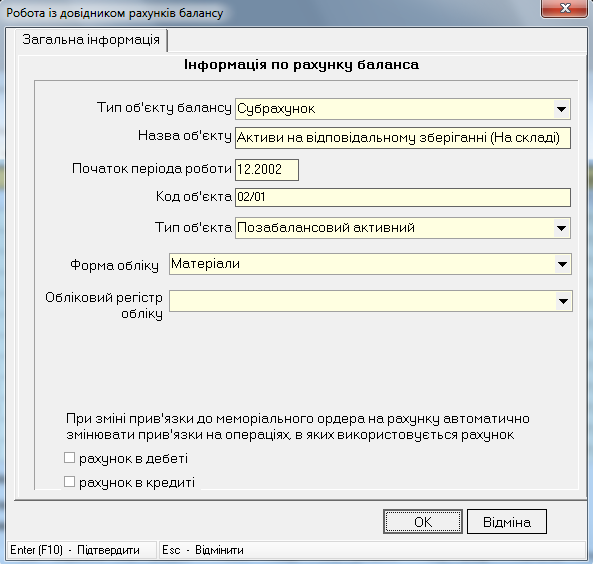 Робота із довідником рахунків балансу
Загальна інформація
Інформація по рахунку баланса
Тип об'єкту балансу Субрахунок
Назва об'єкту Активи на відповідальному зберіганні (На складі)
Початок періода роботи 12.2002
Код об'єкта 02/01
Тип об'єкта Позабалансовий активний
Форма обліку Матеріали
Обліковий регістр
обліку
При зміні прив'язки до меморіального ордера на рахунку автоматично
змінювати прив'язки на операціях, в яких використовується рахунок
рахунок в дебеті
рахунок в кредиті
OK Відміна
Enter (F10) - Підтвердити Esc - Відмінити